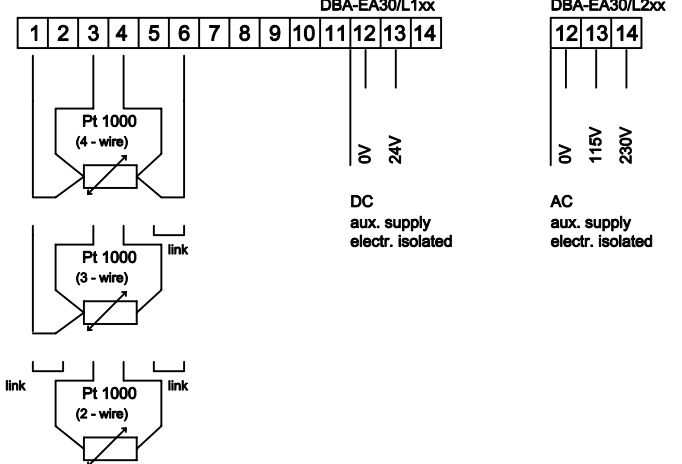 DBA-EA30/L1xx
DBA-EA30/L2xx
1 2 3 4 5 6 7 8 9 10 11 12 13 14
12 13 14
Pt 1000
(4 - wire)
0V
24V
0V
115V
230V
DC
aux. supply
electr. isolated
AC
aux. supply
electr. isolated
link
Pt 1000
(3 - wire)
link
link
Pt 1000
(2 - wire)